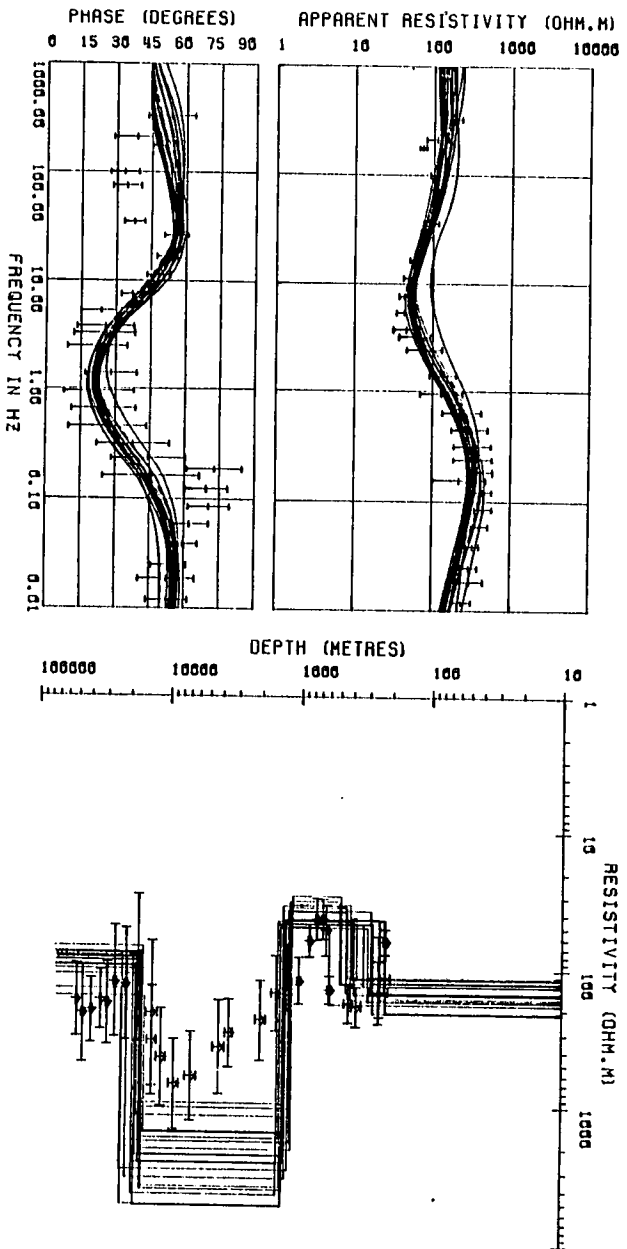 PHASE (DEGREES)
0 15 30 45 60 75 90
APPARENT RESISTIVITY (OHM.M)
1 10 100 1000 10000
1000.00
100.00
10.00
1.00
0.10
0.01
FREQUENCY IN HZ
DEPTH (METRES)
100000 10000 1000 100 10
1
10
100
1000
RESISTIVITY (OHM.M)